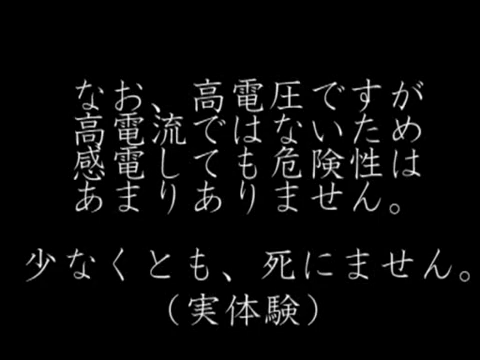 なお、高電圧ですが
高電流ではないため
感電しても危険性は
あまりありません。
少なくとも、死にません。
（実体験）